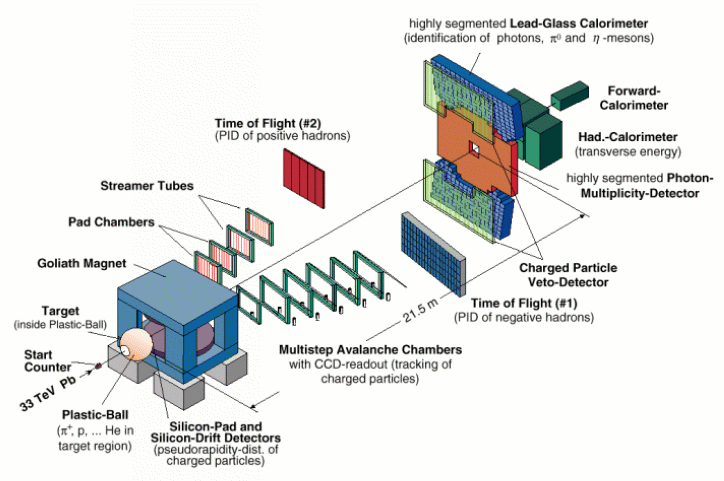 highly segmented Lead-Glass Calorimeter
(identification of photons, π⁰ and η -mesons)
Forward-
Calorimeter
Time of Flight (#2)
(PID of positive hadrons)
Had.-Calorimeter
(transverse energy)
highly segmented Photon-
Multiplicity-Detector
Streamer Tubes
Pad Chambers
Goliath Magnet
Charged Particle
Veto-Detector
Target
(inside Plastic-Ball)
21.5 m
Time of Flight (#1)
(PID of negative hadrons)
Start
Counter
Multistep Avalanche Chambers
with CCD-readout (tracking of
charged particles)
33 TeV Pb
Plastic-Ball
(π⁺, p, ... He in
target region)
Silicon-Pad and
Silicon-Drift Detectors
(pseudorapidity-dist. of
charged particles)